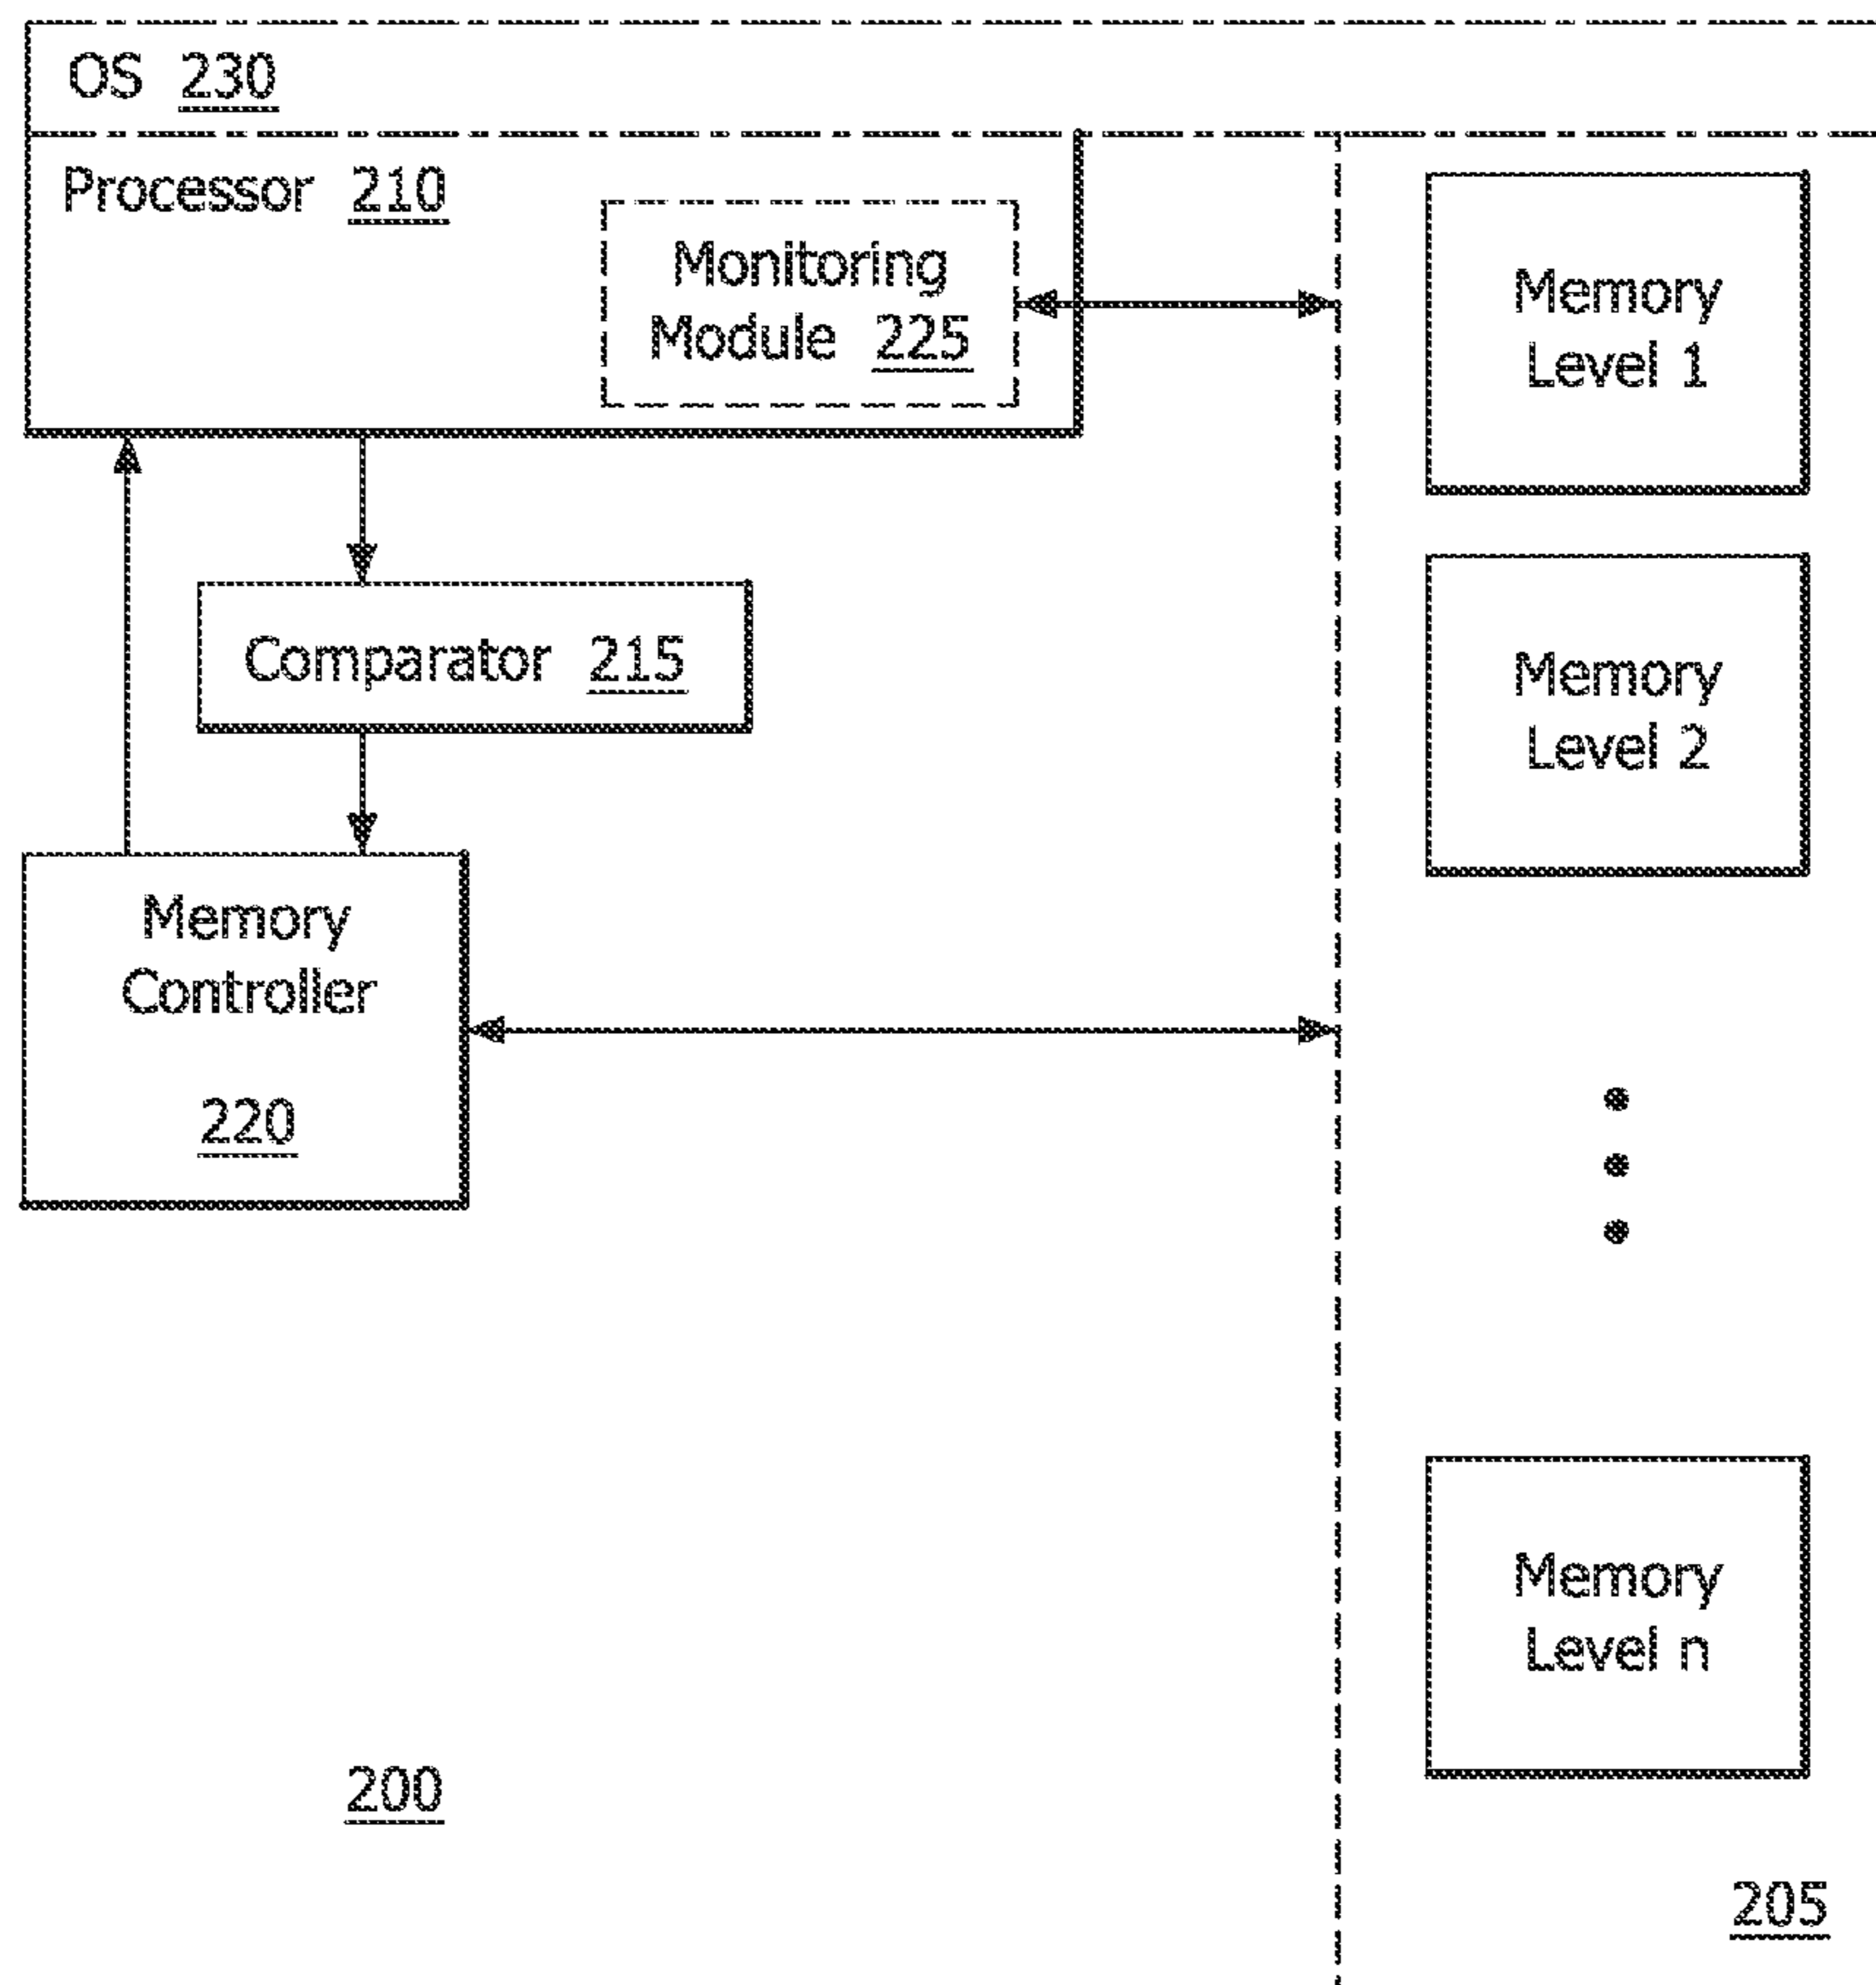 OS 230
Processor 210
Monitoring
Module 225
Memory
Level 1
Comparator 215
Memory
Level 2
Memory
Controller
220
Memory
Level n
200
205